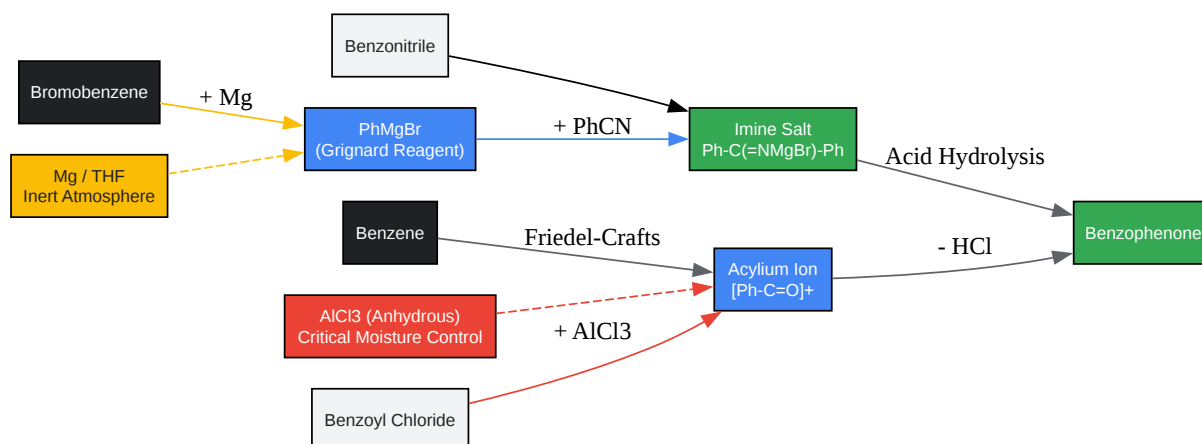 Benzonitrile
Bromobenzene
+ Mg
PhMgBr
(Grignard Reagent)
+ PhCN
Imine Salt
Ph-C(=NMgBr)-Ph
Acid Hydrolysis
Mg / THF
Inert Atmosphere
Benzene
Friedel-Crafts
Benzophenone
- HCl
Acylium Ion
[Ph-C=O]+
AlCl3 (Anhydrous)
Critical Moisture Control
+ AlCl3
Benzoyl Chloride